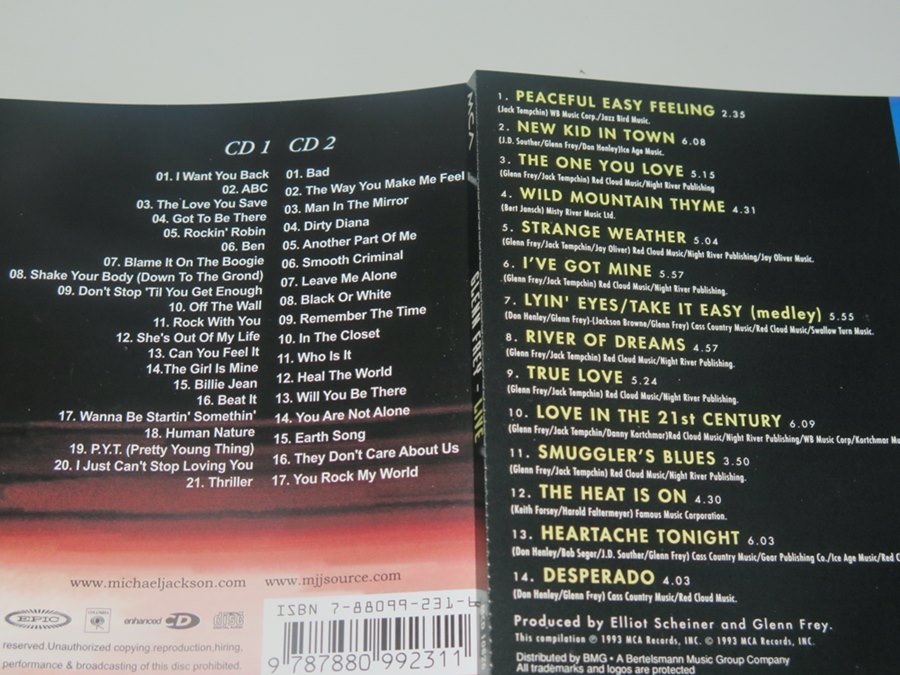 CD 1
01. I Want You Back
02. ABC
03. The Love You Save
04. Got To Be There
05. Rockin' Robin
06. Ben
07. Blame It On The Boogie
08. Shake Your Body (Down To The Grond)
09. Don't Stop 'Til You Get Enough
10. Off The Wall
11. Rock With You
12. She's Out Of My Life
13. Can You Feel It
14.The Girl Is Mine
15. Billie Jean
16. Beat It
17. Wanna Be Startin' Somethin'
18. Human Nature
19. P.Y.T. (Pretty Young Thing)
20. I Just Can't Stop Loving You
21. Thriller
CD 2
01. Bad
02. The Way You Make Me Feel
03. Man In The Mirror
04. Dirty Diana
05. Another Part Of Me
06. Smooth Criminal
07. Leave Me Alone
08. Black Or White
09. Remember The Time
10. In The Closet
11. Who Is It
12. Heal The World
13. Will You Be There
14. You Are Not Alone
15. Earth Song
16. They Don't Care About Us
17. You Rock My World
www.michaeljackson.com
www.mjjsource.com
epic
COLUMBIA
enhanced CD
ISBN 7-88099-231-6
9 787880 992311
reserved.Unauthorized copying.reproduction,hiring,
performance & broadcasting of this disc prohibited.
MCA
GLENN FREY - LIVE
1. PEACEFUL EASY FEELING 2.35
(Jack Tempchin) WB Music Corp./Jazz Bird Music.
2. NEW KID IN TOWN 6.08
(J.D. Souther/Glenn Frey/Don Henley)Ice Age Music.
3. THE ONE YOU LOVE 5.15
(Glenn Frey/Jack Tempchin) Red Cloud Music/Night River Publishing
4. WILD MOUNTAIN THYME 4.31
(Bert Jansch) Misty River Music Ltd.
5. STRANGE WEATHER 5.04
(Glenn Frey/Jack Tempchin/Jay Oliver) Red Cloud Music/Night River Publishing/Jay Oliver Music.
6. I'VE GOT MINE 5.57
(Glenn Frey/Jack Tempchin) Red Cloud Music/Night River Publishing.
7. LYIN' EYES/TAKE IT EASY (medley) 5.55
(Don Henley/Glenn Frey)-(Jackson Browne/Glenn Frey) Cass Country Music/Red Cloud Music/Swallow Turn Music.
8. RIVER OF DREAMS 4.57
(Glenn Frey/Jack Tempchin) Red Cloud Music/Night River Publishing.
9. TRUE LOVE 5.24
(Glenn Frey/Jack Tempchin) Red Cloud Music/Night River Publishing.
10. LOVE IN THE 21st CENTURY 6.09
(Glenn Frey/Jack Tempchin/Danny Kortchmar)Red Cloud Music/Night River Publishing/WB Music Corp/Kortchmar Mu
11. SMUGGLER'S BLUES 3.50
(Glenn Frey/Jack Tempchin) Red Cloud Music/Night River Publishing.
12. THE HEAT IS ON 4.30
(Keith Forsey/Harold Faltermeyer) Famous Music Corporation.
13. HEARTACHE TONIGHT 6.03
(Don Henley/Bob Seger/J.D. Souther/Glenn Frey) Cass Country Music/Gear Publishing Co./Ice Age Music/Red C
14. DESPERADO 4.03
(Don Henley/Glenn Frey) Cass Country Music/Red Cloud Music.
Produced by Elliot Scheiner and Glenn Frey.
This compilation ℗ 1993 MCA Records, INC. © 1993 MCA Records, INC.
Distributed by BMG • A Bertelsmann Music Group Company
All trademarks and logos are protected.